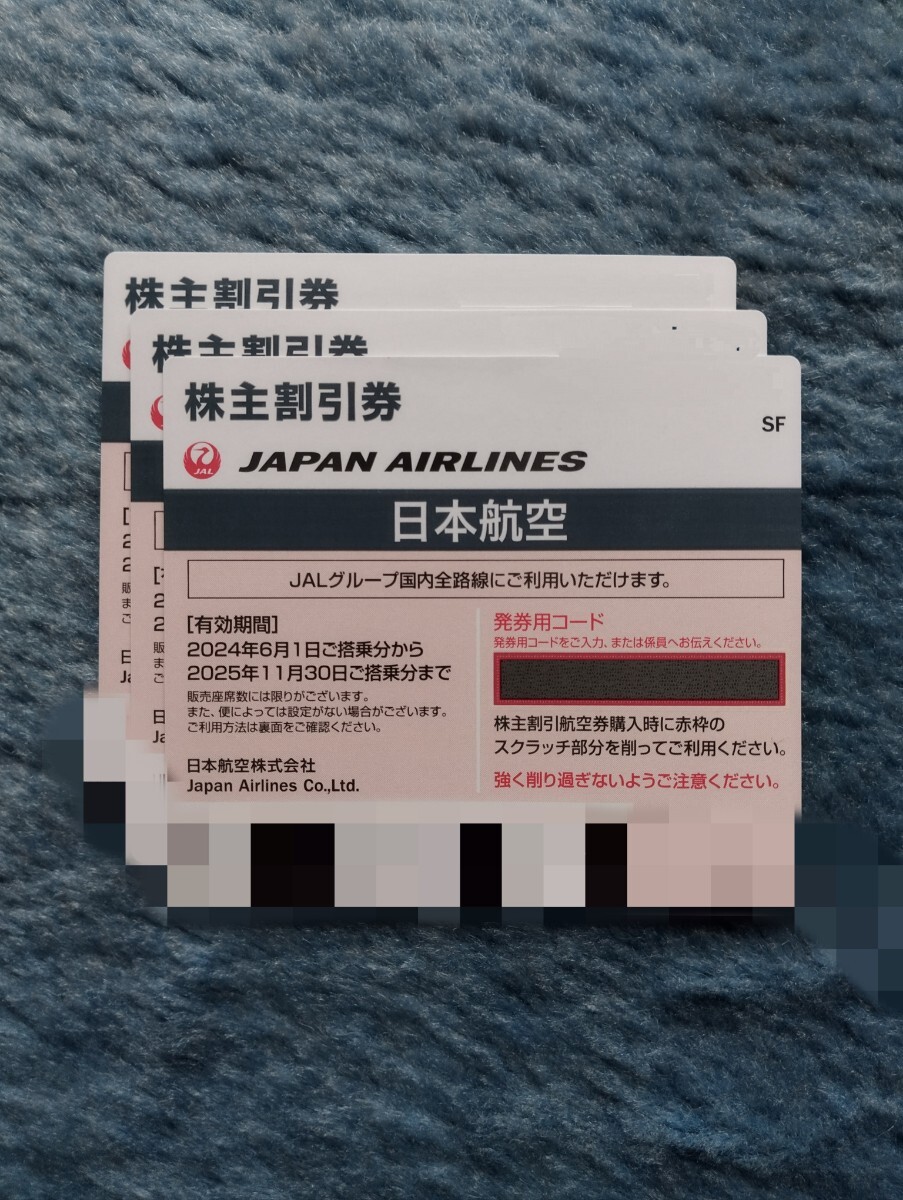 株主割引券
株主割引券
株主割引券
SF
JAL
JAPAN AIRLINES
日本航空
JALグループ国内全路線にご利用いただけます。
[有効期間]
2024年6月1日ご搭乗分から
2025年11月30日ご搭乗分まで
販売座席数には限りがございます。
また、便によっては設定がない場合がございます。
ご利用方法は裏面をご確認ください。
日本航空株式会社
Japan Airlines Co.,Ltd.
発券用コード
発券用コードをご入力、または係員へお伝えください。
株主割引航空券購入時に赤枠の
スクラッチ部分を削ってご利用ください。
強く削り過ぎないようご注意ください。